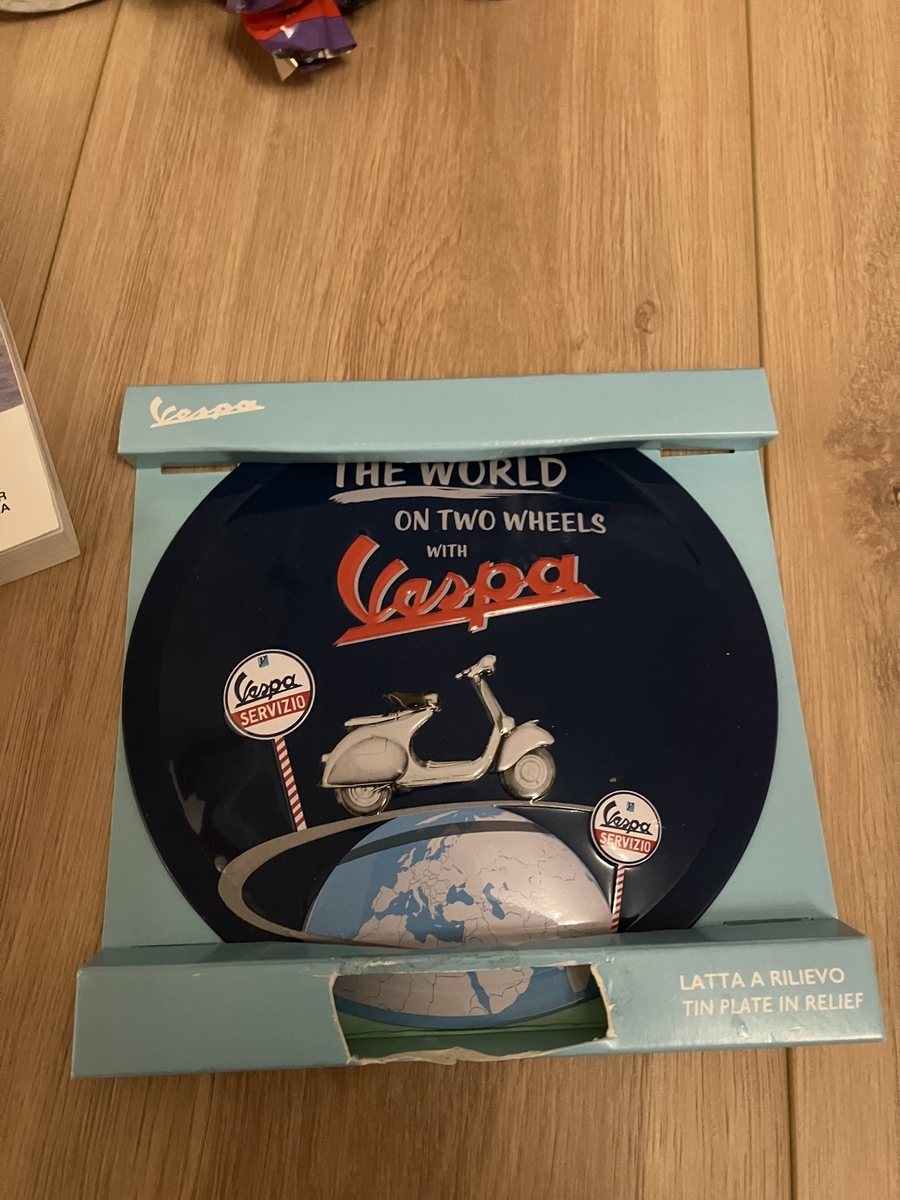 Vespa
THE WORLD
ON TWO WHEELS
WITH
Vespa
Vespa
SERVIZIO
Vespa
SERVIZIO
LATTA A RILIEVO
TIN PLATE IN RELIEF
R
A